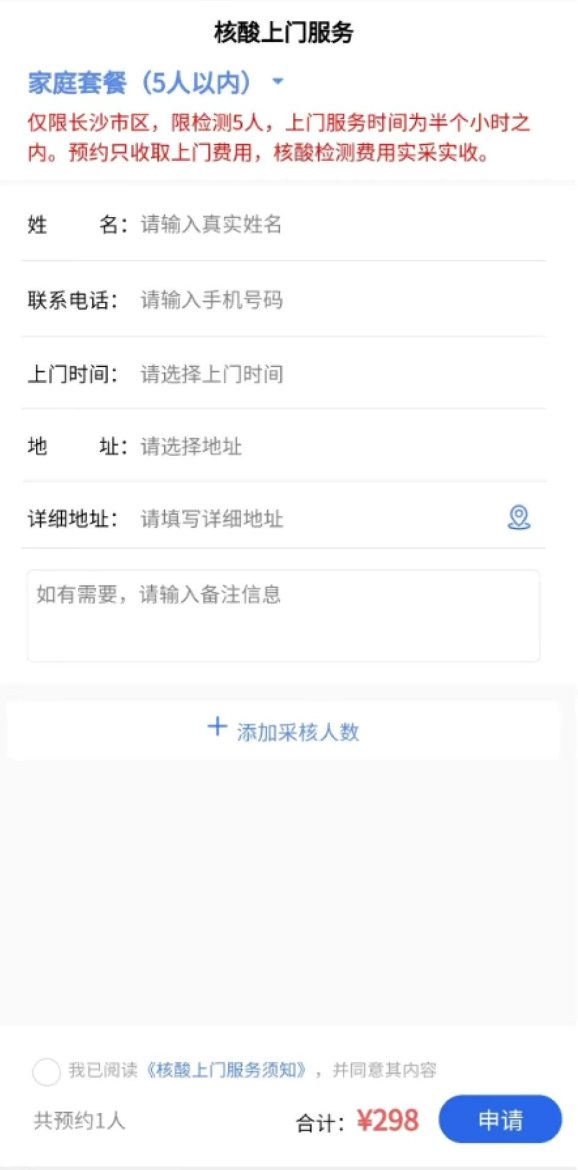 核酸上门服务
家庭套餐（5人以内）
仅限长沙市区，限检测5人，上门服务时间为半个小时之
内。预约只收取上门费用，核酸检测费用实采实收。
姓 名：请输入真实姓名
联系电话：请输入手机号码
上门时间：请选择上门时间
地 址：请选择地址
详细地址：请填写详细地址
如有需要，请输入备注信息
+ 添加采核人数
我已阅读《核酸上门服务须知》，并同意其内容
共预约1人 合计：¥298 申请